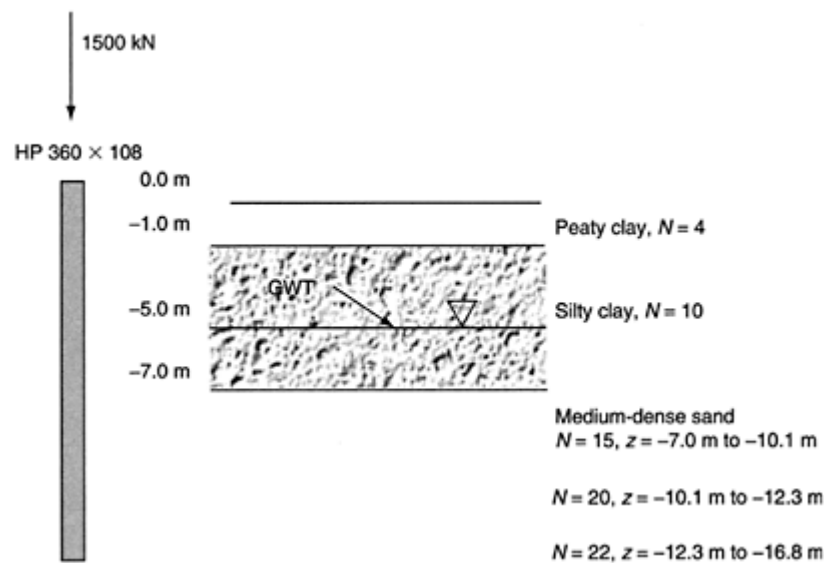 1500 kN
HP 360 × 108
0.0 m
−1.0 m
Peaty clay, N = 4
GWT
−5.0 m
Silty clay, N = 10
−7.0 m
Medium-dense sand
N = 15, z = −7.0 m to −10.1 m
N = 20, z = −10.1 m to −12.3 m
N = 22, z = −12.3 m to −16.8 m